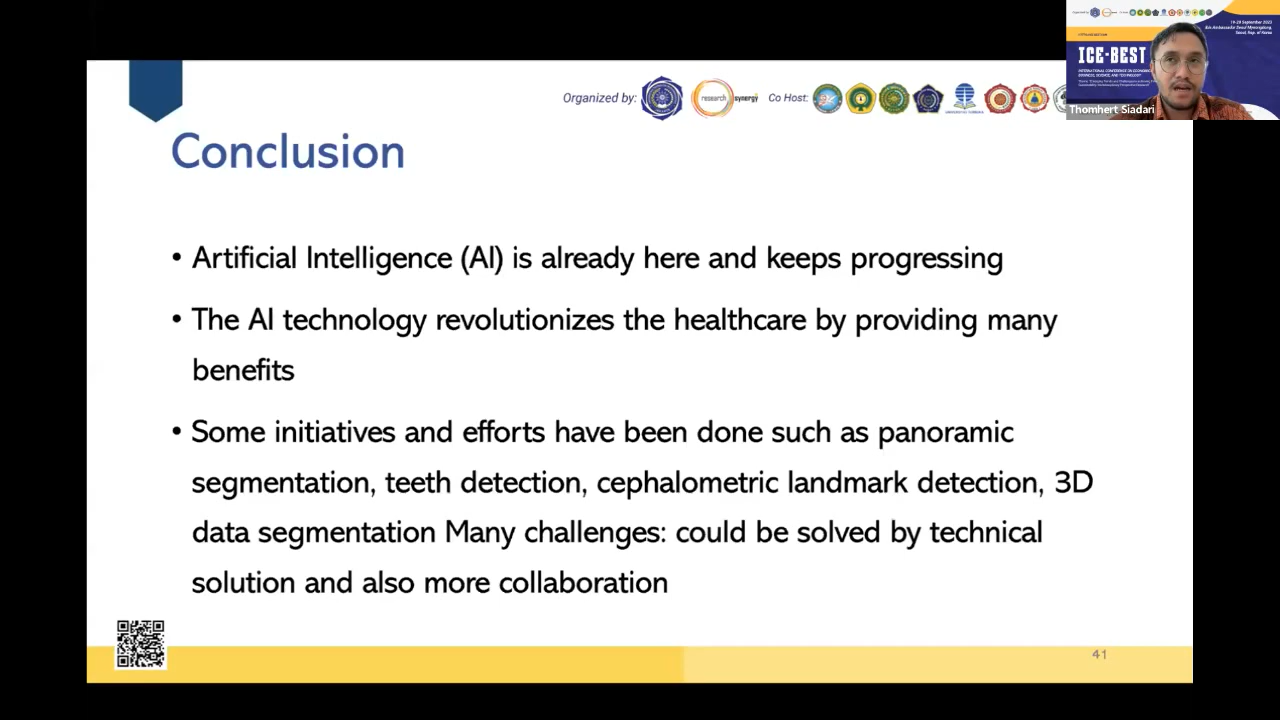 Organized by:
research synergy
Co Host:
ICE-BEST
Thomhert Siadari
Conclusion
• Artificial Intelligence (AI) is already here and keeps progressing
• The AI technology revolutionizes the healthcare by providing many
benefits
• Some initiatives and efforts have been done such as panoramic
segmentation, teeth detection, cephalometric landmark detection, 3D
data segmentation Many challenges: could be solved by technical
solution and also more collaboration
41